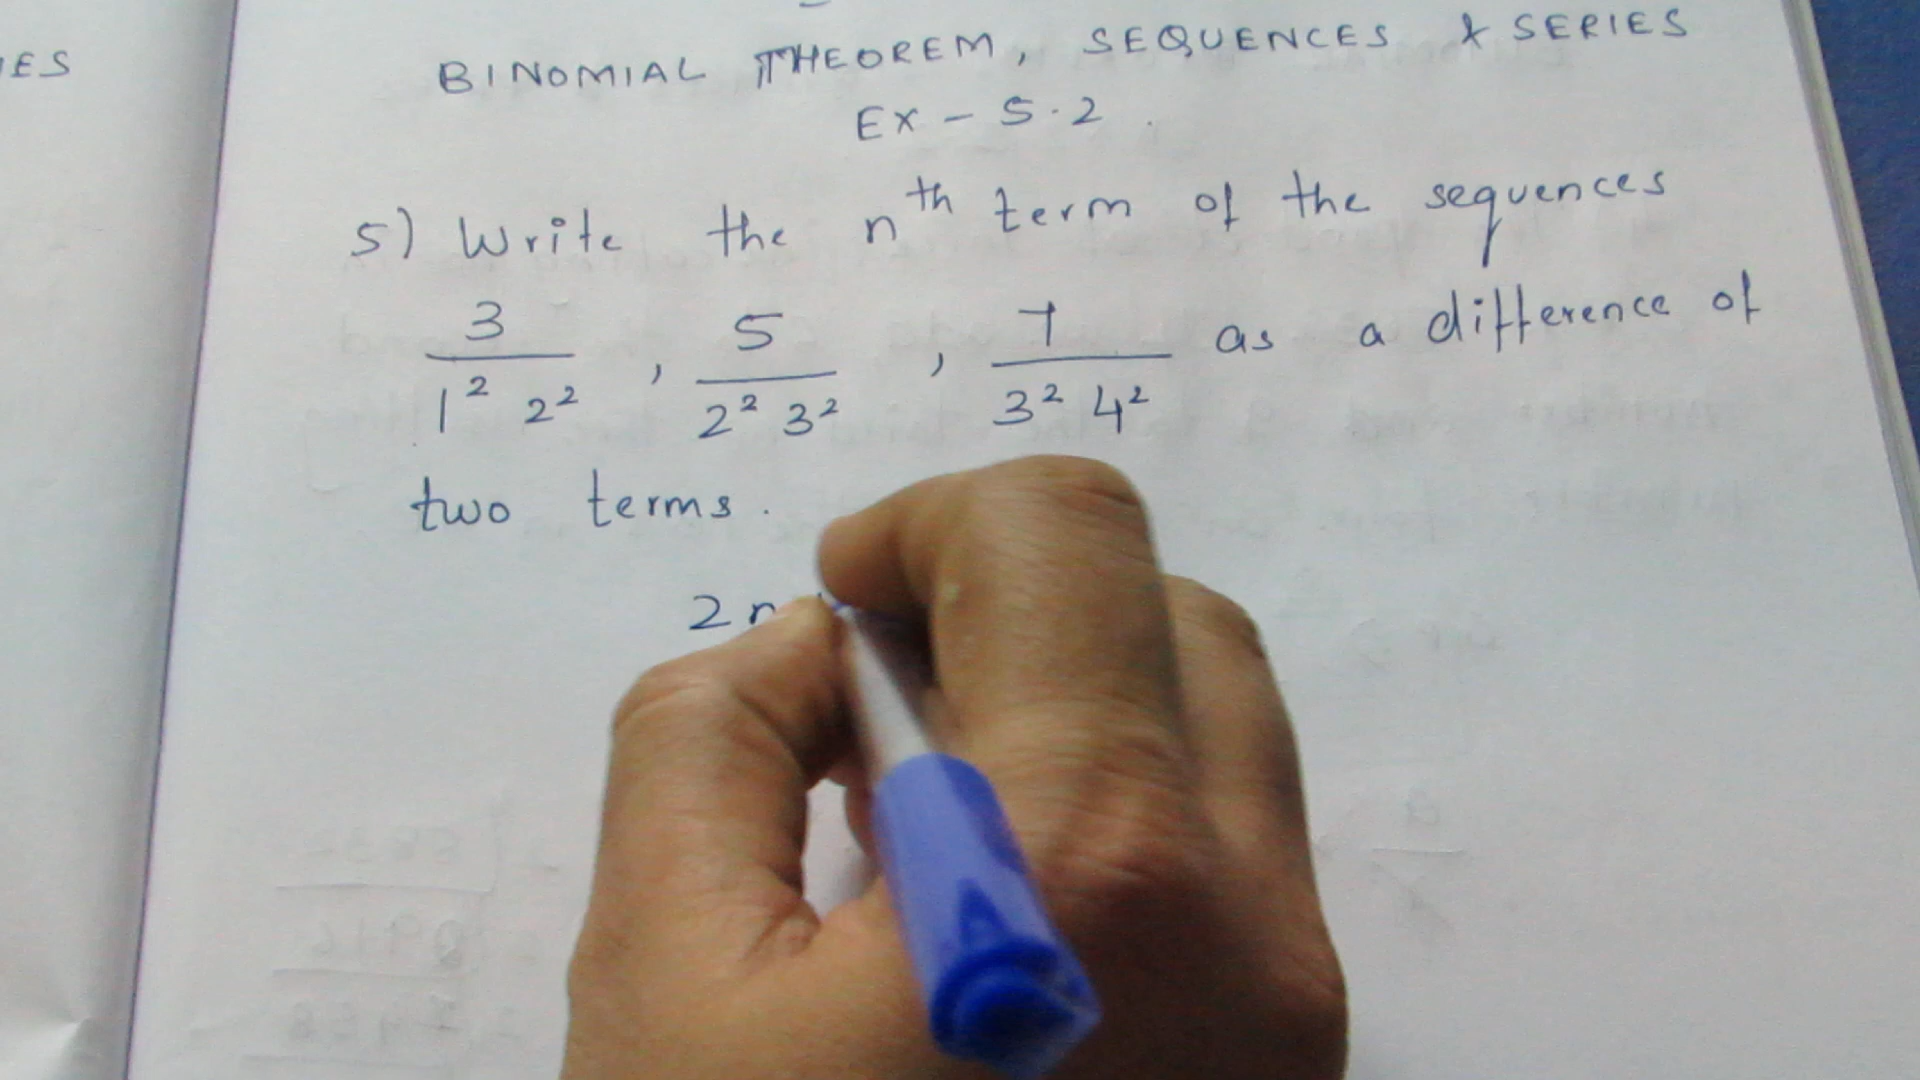 IES
BINOMIAL THEOREM, SEQUENCES & SERIES
EX - 5.2
5) Write the nth term of the sequences
3/1² 2², 5/2² 3², 7/3² 4² as a difference of
two terms.
2n